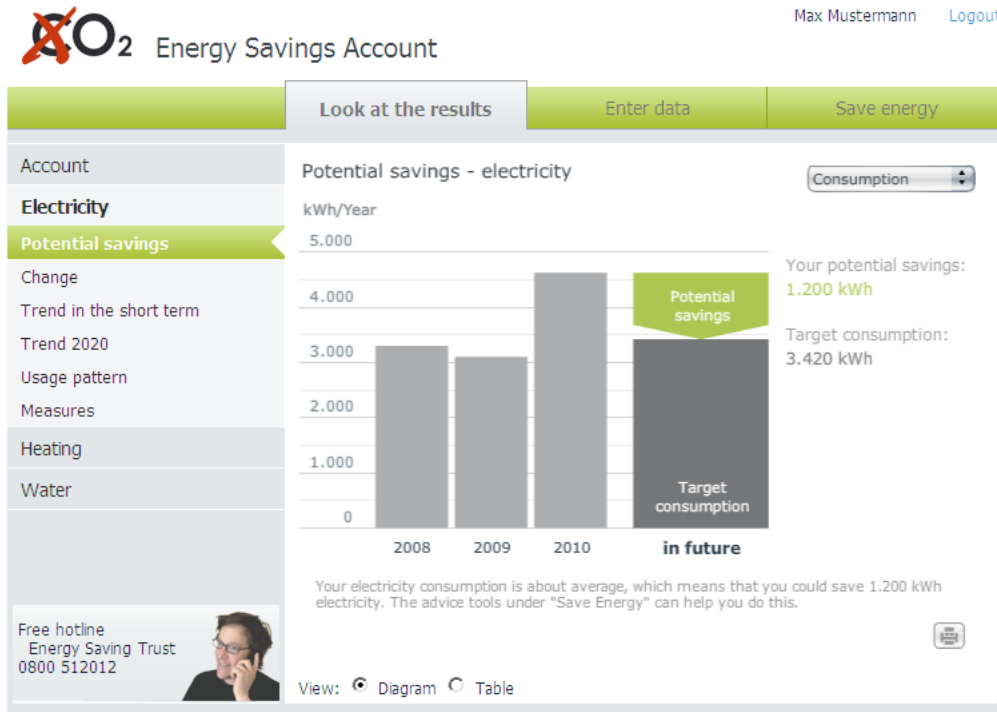 Max Mustermann Logout
CO2 Energy Savings Account
Look at the results Enter data Save energy
Account
Electricity
Potential savings
Change
Trend in the short term
Trend 2020
Usage pattern
Measures
Heating
Water
Free hotline
Energy Saving Trust
0800 512012
Potential savings - electricity
Consumption
kWh/Year
5.000
4.000
3.000
2.000
1.000
0
Potential
savings
Target
consumption
2008 2009 2010 in future
Your potential savings:
1.200 kWh
Target consumption:
3.420 kWh
Your electricity consumption is about average, which means that you could save 1.200 kWh
electricity. The advice tools under "Save Energy" can help you do this.
View: Diagram Table